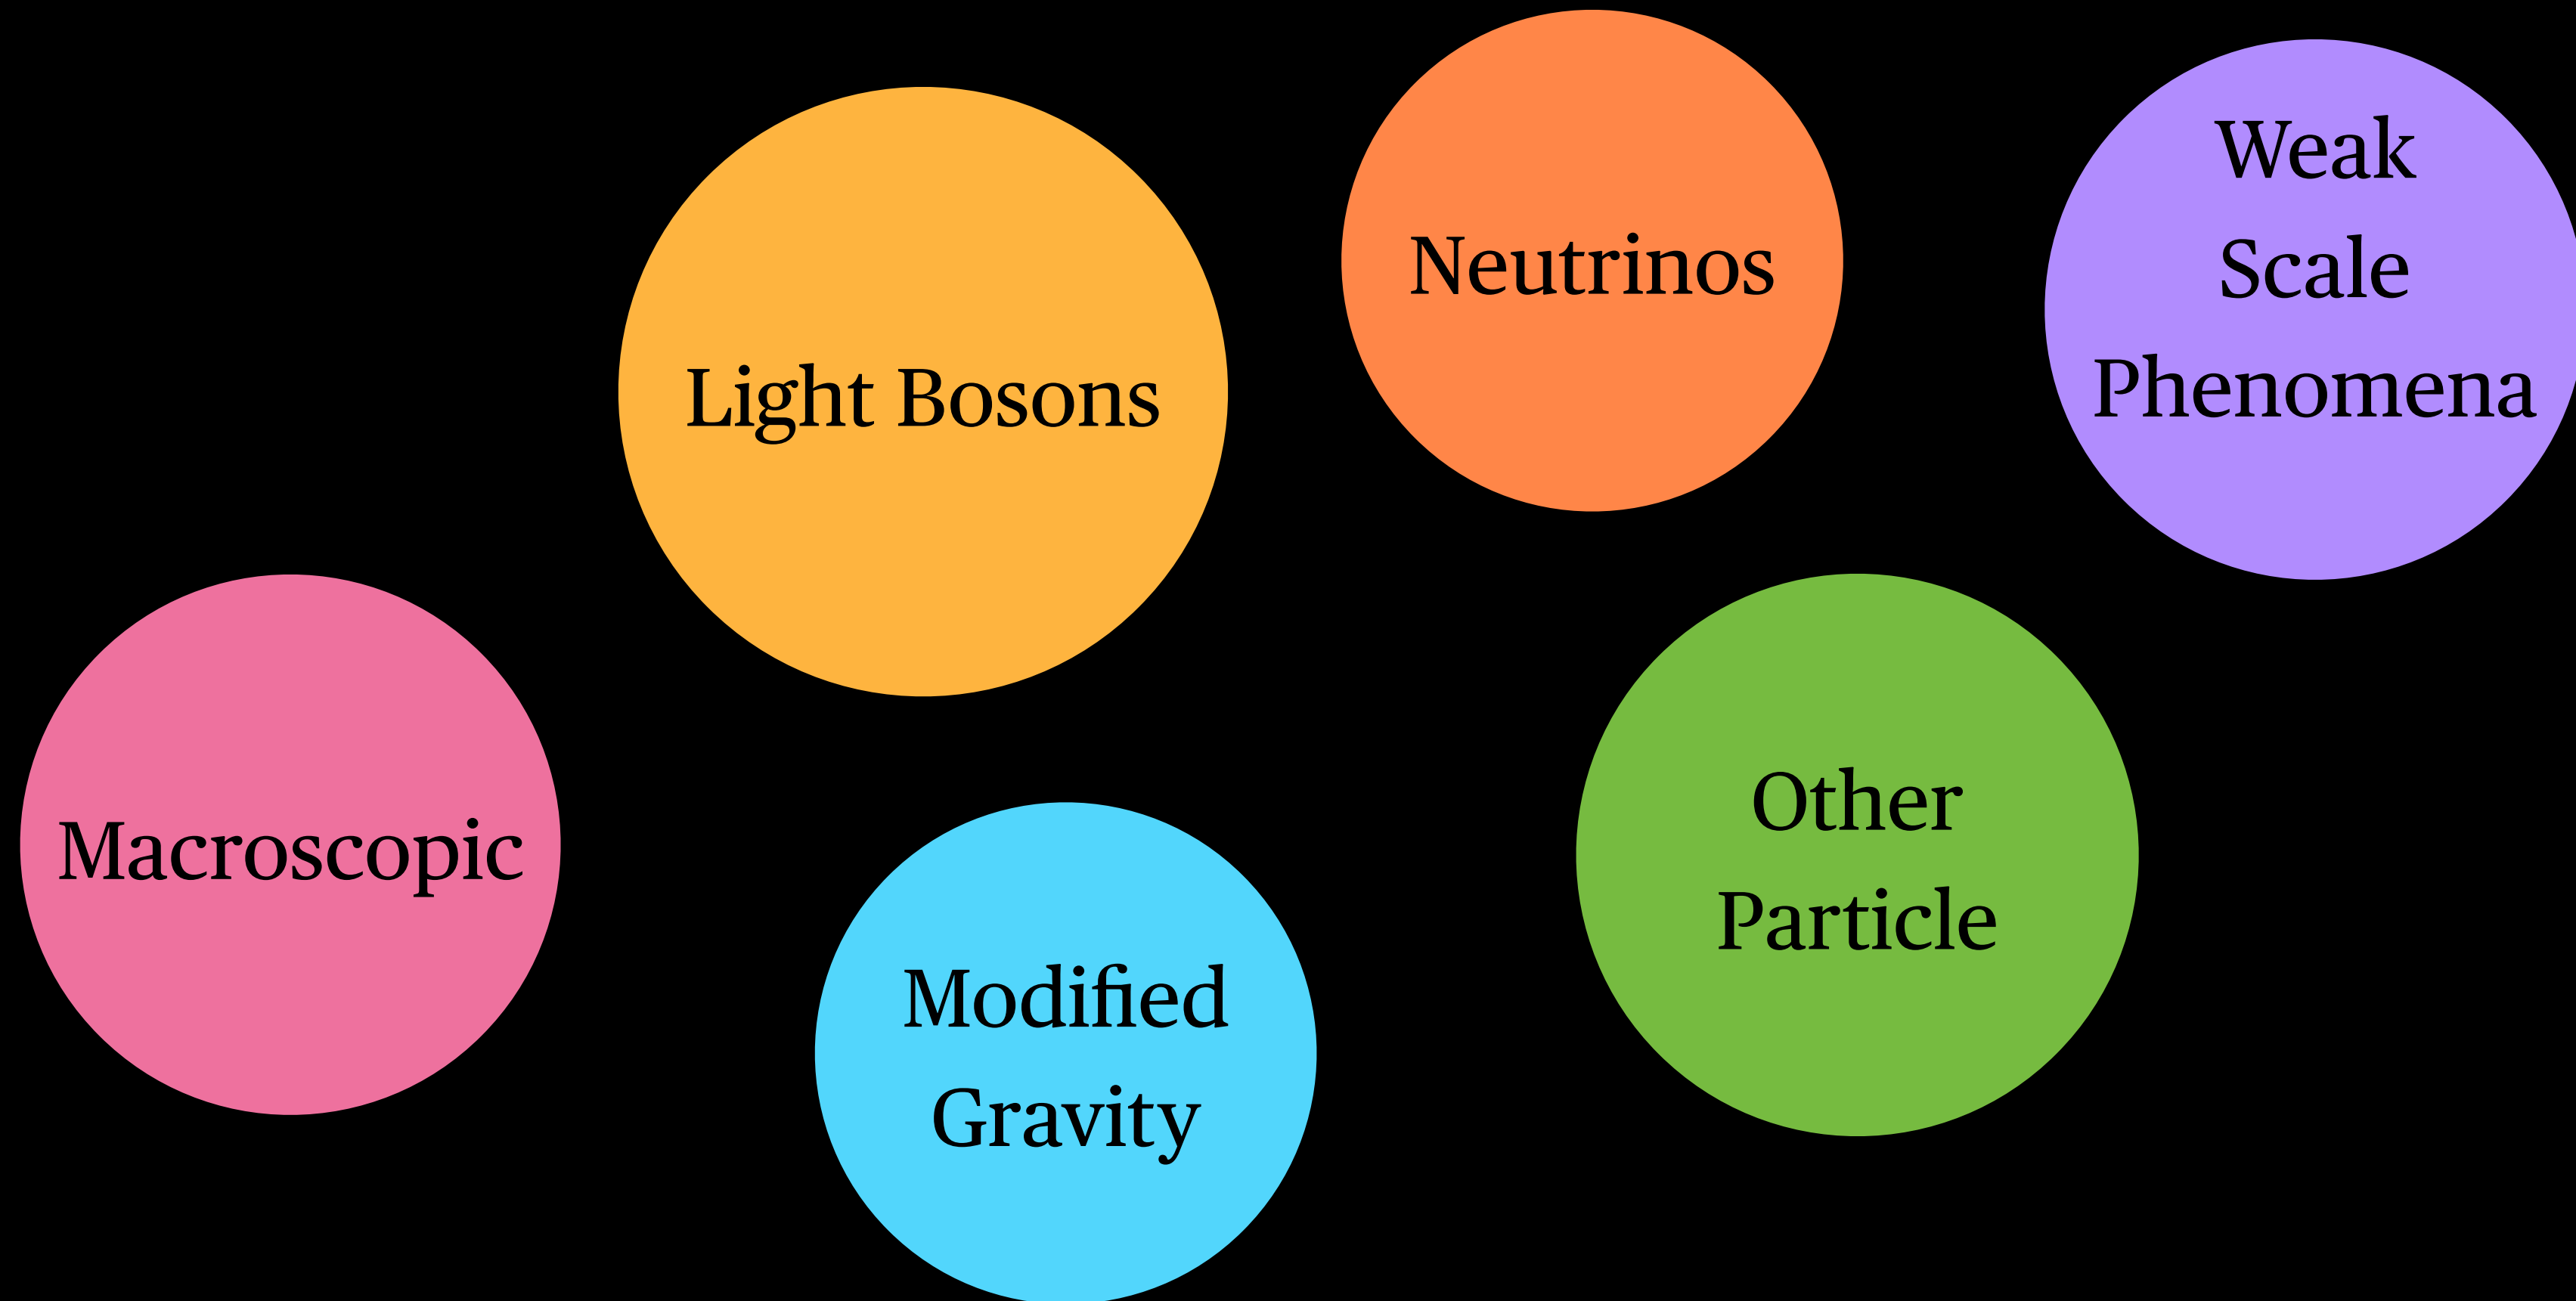 Light Bosons
Neutrinos
Weak
Scale
Phenomena
Macroscopic
Modified
Gravity
Other
Particle